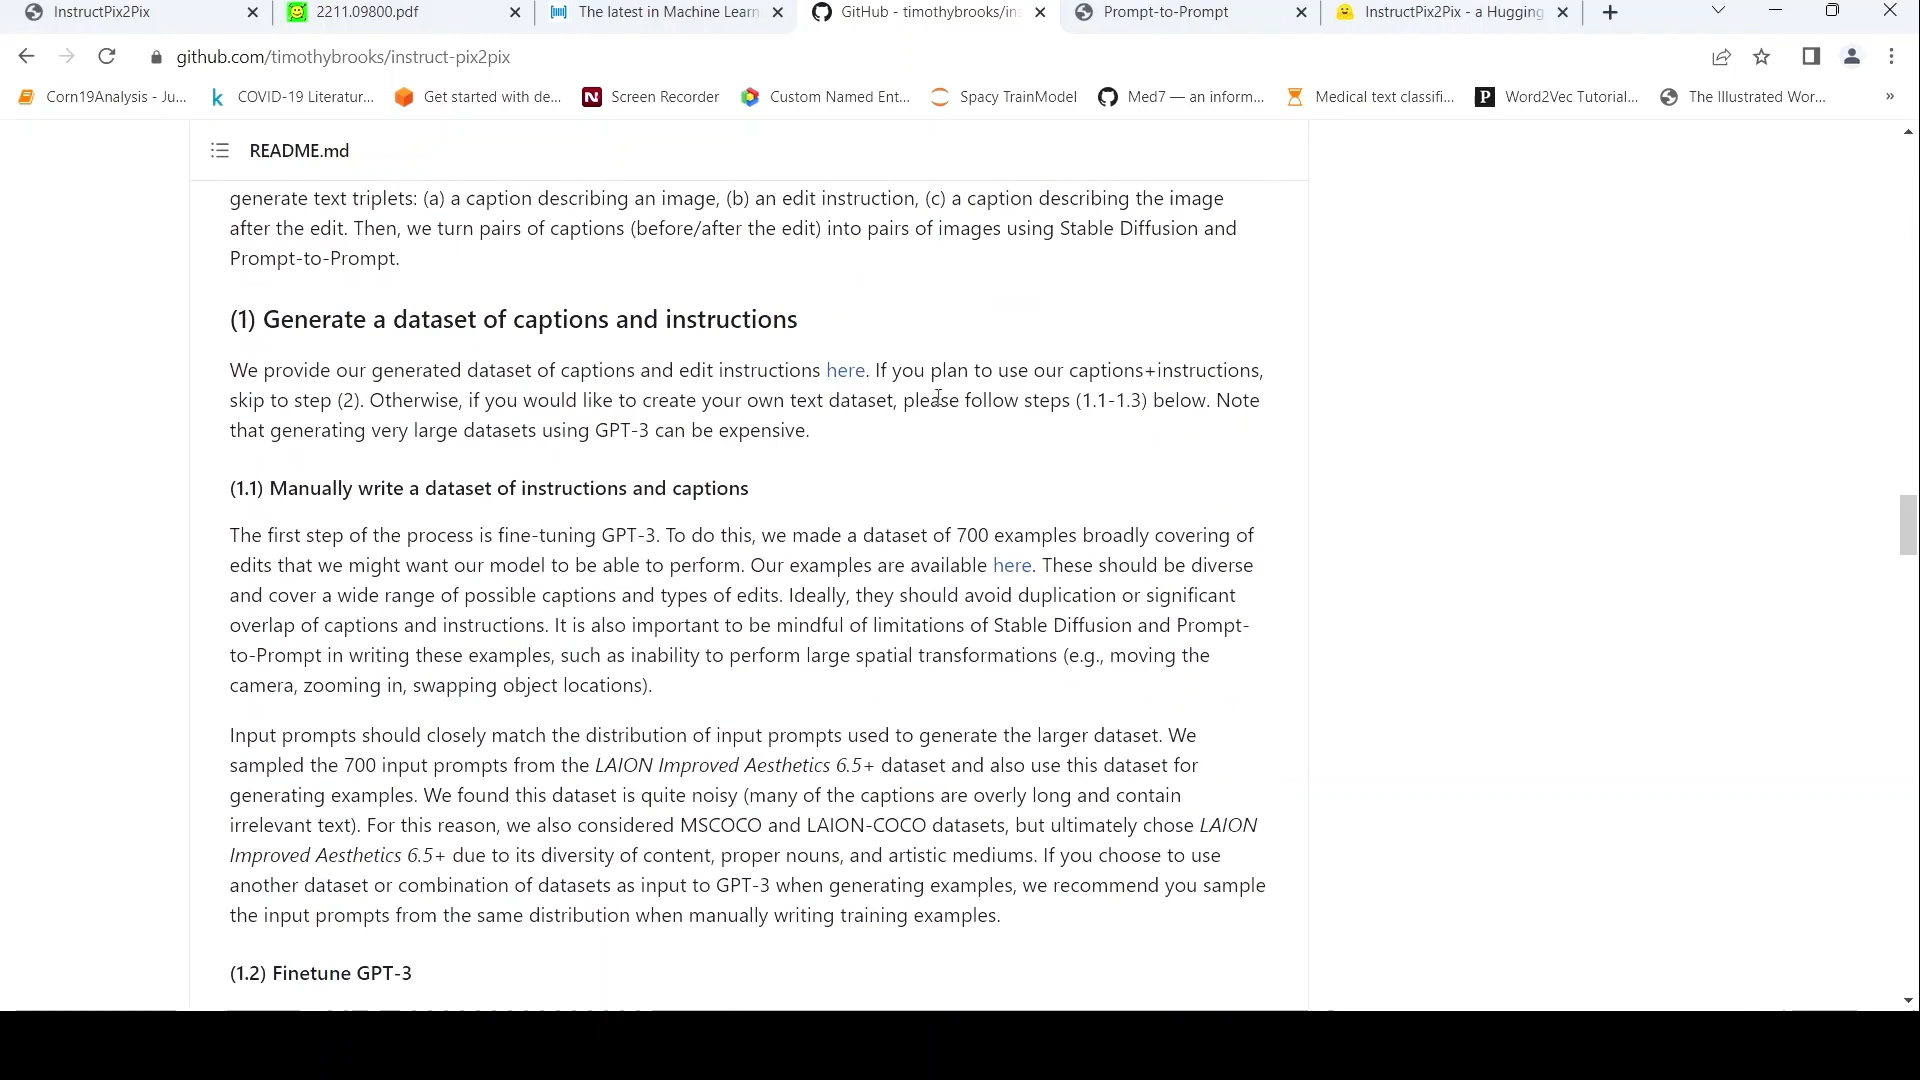 InstructPix2Pix
2211.09800.pdf
The latest in Machine Learn
GitHub - timothybrooks/ins
Prompt-to-Prompt
InstructPix2Pix - a Hugging
github.com/timothybrooks/instruct-pix2pix
Corn19Analysis - Ju...
COVID-19 Literatur...
Get started with de...
Screen Recorder
Custom Named Ent...
Spacy TrainModel
Med7 — an inform...
Medical text classifi...
Word2Vec Tutorial...
The Illustrated Wor...
»
README.md
generate text triplets: (a) a caption describing an image, (b) an edit instruction, (c) a caption describing the image
after the edit. Then, we turn pairs of captions (before/after the edit) into pairs of images using Stable Diffusion and
Prompt-to-Prompt.
(1) Generate a dataset of captions and instructions
We provide our generated dataset of captions and edit instructions here. If you plan to use our captions+instructions,
skip to step (2). Otherwise, if you would like to create your own text dataset, please follow steps (1.1-1.3) below. Note
that generating very large datasets using GPT-3 can be expensive.
(1.1) Manually write a dataset of instructions and captions
The first step of the process is fine-tuning GPT-3. To do this, we made a dataset of 700 examples broadly covering of
edits that we might want our model to be able to perform. Our examples are available here. These should be diverse
and cover a wide range of possible captions and types of edits. Ideally, they should avoid duplication or significant
overlap of captions and instructions. It is also important to be mindful of limitations of Stable Diffusion and Prompt-
to-Prompt in writing these examples, such as inability to perform large spatial transformations (e.g., moving the
camera, zooming in, swapping object locations).
Input prompts should closely match the distribution of input prompts used to generate the larger dataset. We
sampled the 700 input prompts from the LAION Improved Aesthetics 6.5+ dataset and also use this dataset for
generating examples. We found this dataset is quite noisy (many of the captions are overly long and contain
irrelevant text). For this reason, we also considered MSCOCO and LAION-COCO datasets, but ultimately chose LAION
Improved Aesthetics 6.5+ due to its diversity of content, proper nouns, and artistic mediums. If you choose to use
another dataset or combination of datasets as input to GPT-3 when generating examples, we recommend you sample
the input prompts from the same distribution when manually writing training examples.
(1.2) Finetune GPT-3